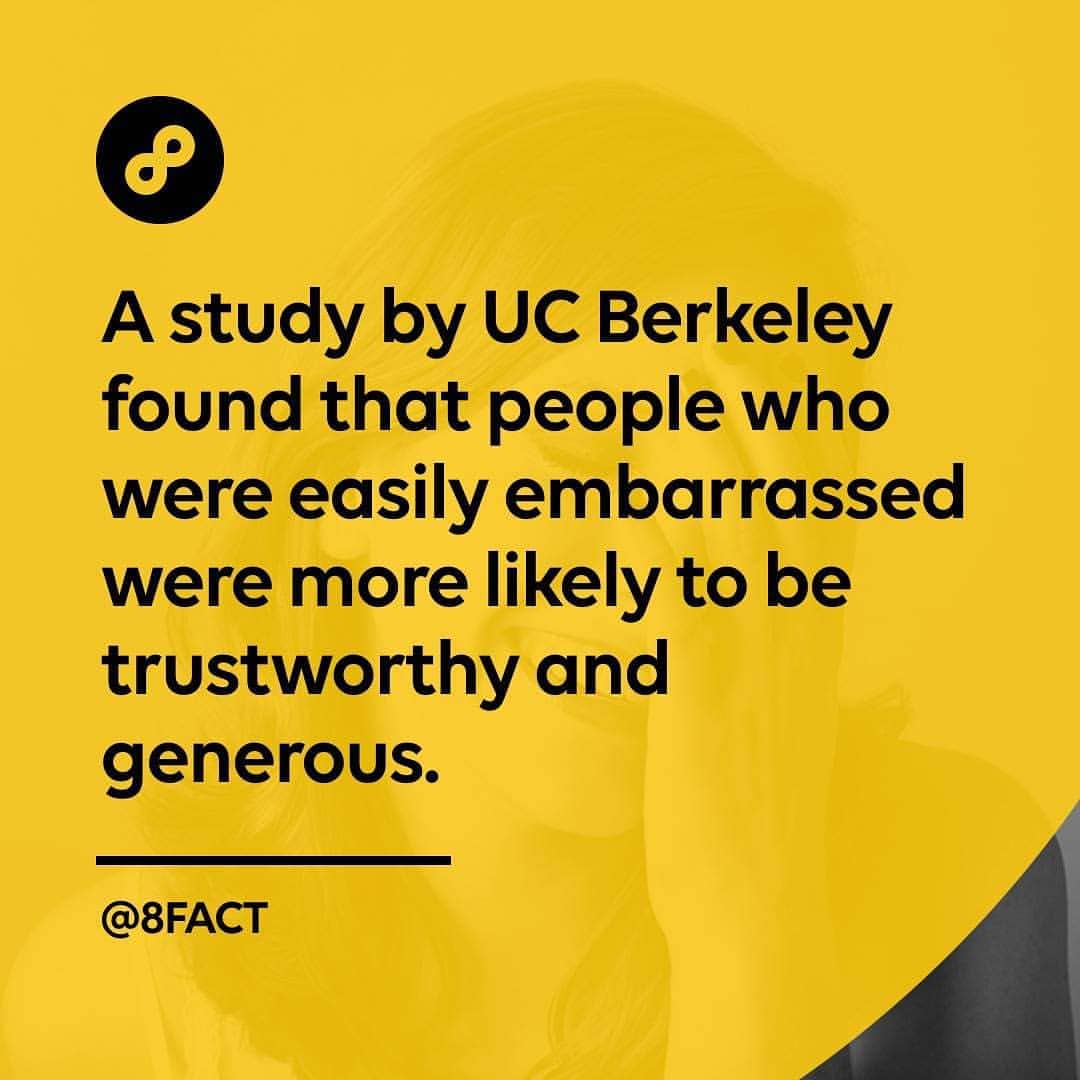 A study by UC Berkeley
found that people who
were easily embarrassed
were more likely to be
trustworthy and
generous.
@8FACT